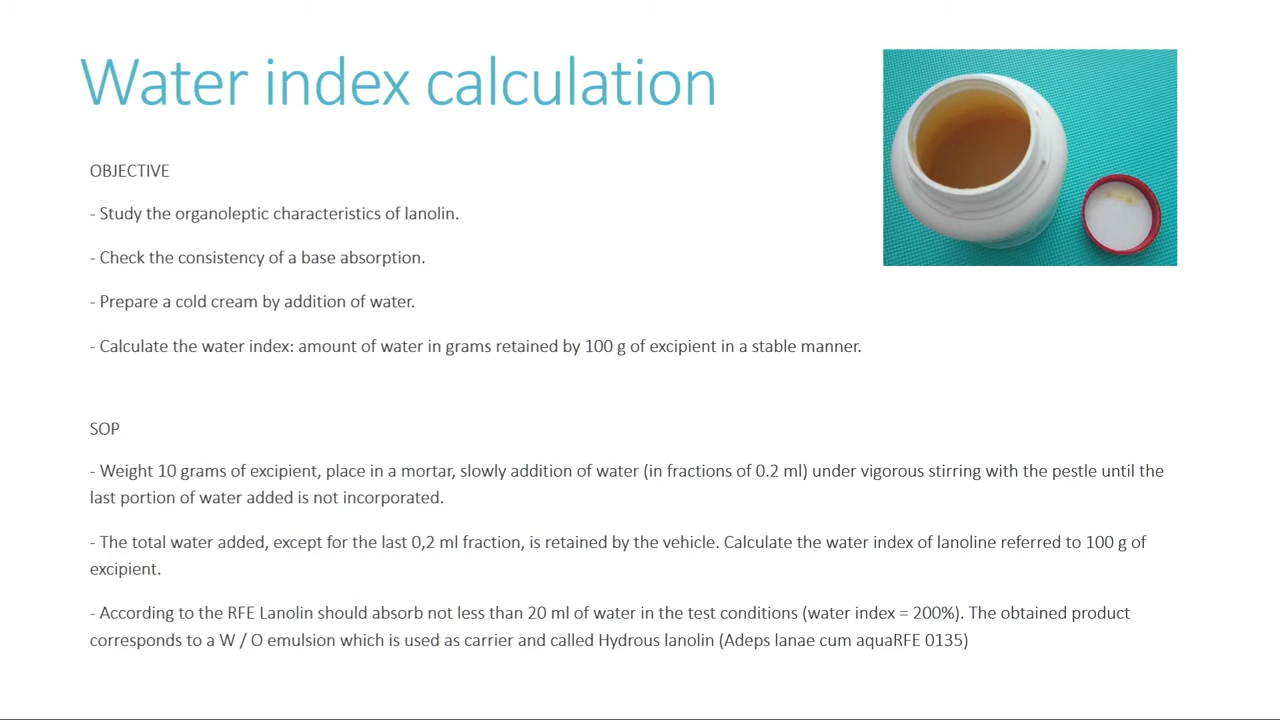 Water index calculation
OBJECTIVE
- Study the organoleptic characteristics of lanolin.
- Check the consistency of a base absorption.
- Prepare a cold cream by addition of water.
- Calculate the water index: amount of water in grams retained by 100 g of excipient in a stable manner.
SOP
- Weight 10 grams of excipient, place in a mortar, slowly addition of water (in fractions of 0.2 ml) under vigorous stirring with the pestle until the
last portion of water added is not incorporated.
- The total water added, except for the last 0,2 ml fraction, is retained by the vehicle. Calculate the water index of lanoline referred to 100 g of
excipient.
- According to the RFE Lanolin should absorb not less than 20 ml of water in the test conditions (water index = 200%). The obtained product
corresponds to a W / O emulsion which is used as carrier and called Hydrous lanolin (Adeps lanae cum aquaRFE 0135)